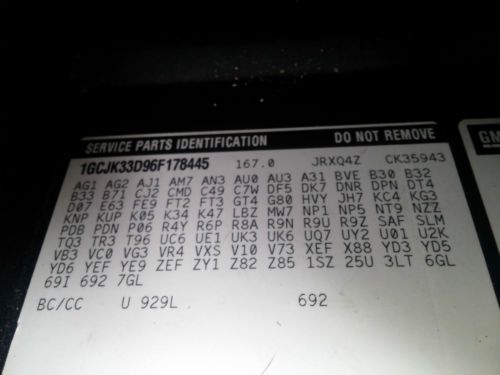 SERVICE PARTS IDENTIFICATION DO NOT REMOVE
1GCJK33D96F178445 167.0 JRXQ4Z CK35943
AG1 AG2 AJ1 AM7 AN3 AU0 AU3 A31 BVE B30 B32
B33 B71 CJ2 CMD C49 C7W DF5 DK7 DNR DPN DT4
D07 E63 FE9 FT2 FT3 GT4 G80 HVY JH7 KC4 KG3
KNP KUP K05 K34 K47 LBZ MW7 NP1 NP5 NT9 NZZ
PDB PDN P06 R4Y R6P R8A R9N R9U R9Z SAF SLM
TQ3 TR3 T96 UC6 UE1 UK3 UK6 UQ7 UY2 U01 U2K
VB3 VC0 VG3 VR4 VXS V10 V73 XEF X88 YD3 YD5
YD6 YEF YE9 ZEF ZY1 Z82 Z85 1SZ 25U 3LT 6GL
69I 692 7GL
BC/CC U 929L 692
GM